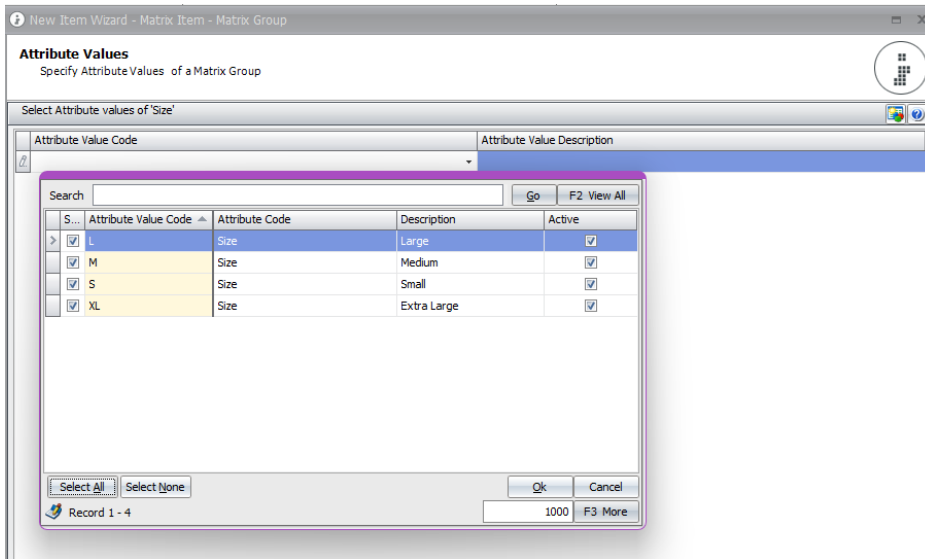 New Item Wizard - Matrix Item - Matrix Group
Attribute Values
Specify Attribute Values of a Matrix Group
Select Attribute values of 'Size'
Attribute Value Code Attribute Value Description
Search Go F2 View All
S... Attribute Value Code Attribute Code Description Active
L Size Large
M Size Medium
S Size Small
XL Size Extra Large
Select All Select None Ok Cancel
Record 1 - 4 1000 F3 More